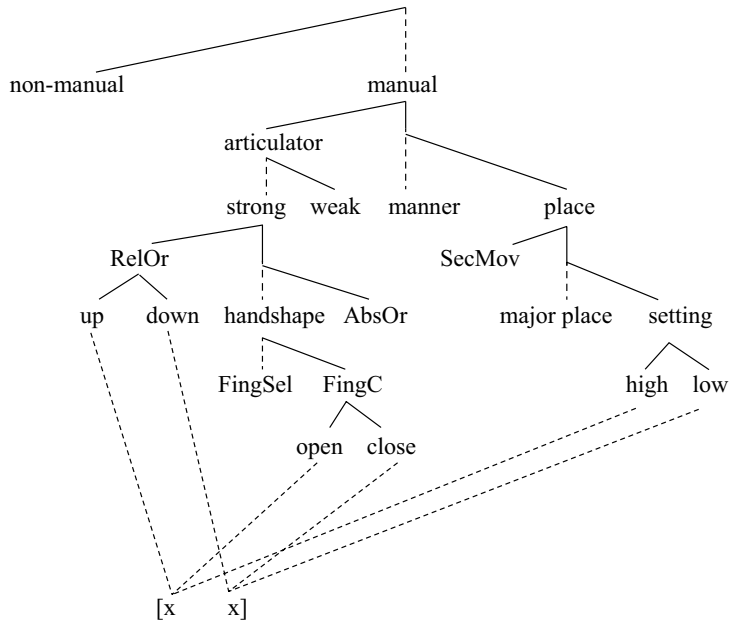 non-manual manual
articulator
strong weak manner place
RelOr SecMov
up down handshape AbsOr major place setting
FingSel FingC high low
open close
[x x]